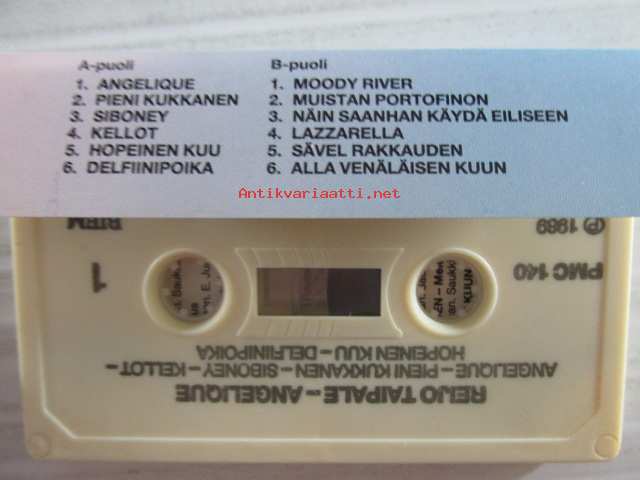 A-puoli
1. ANGELIQUE
2. PIENI KUKKANEN
3. SIBONEY
4. KELLOT
5. HOPEINEN KUU
6. DELFIINIPOIKA
B-puoli
1. MOODY RIVER
2. MUISTAN PORTOFINON
3. NÄIN SAANHAN KÄYDÄ EILISEEN
4. LAZZARELLA
5. SÄVEL RAKKAUDEN
6. ALLA VENÄLÄISEN KUUN
Antikvariaatti.net
REIJO TAIPALE – ANGELIQUE
ANGELIQUE – PIENI KUKKANEN – SIBONEY – KELLOT –
HOPEINEN KUU – DELFIINIPOIKA
1
PMC 140
℗ 1989
KUUN